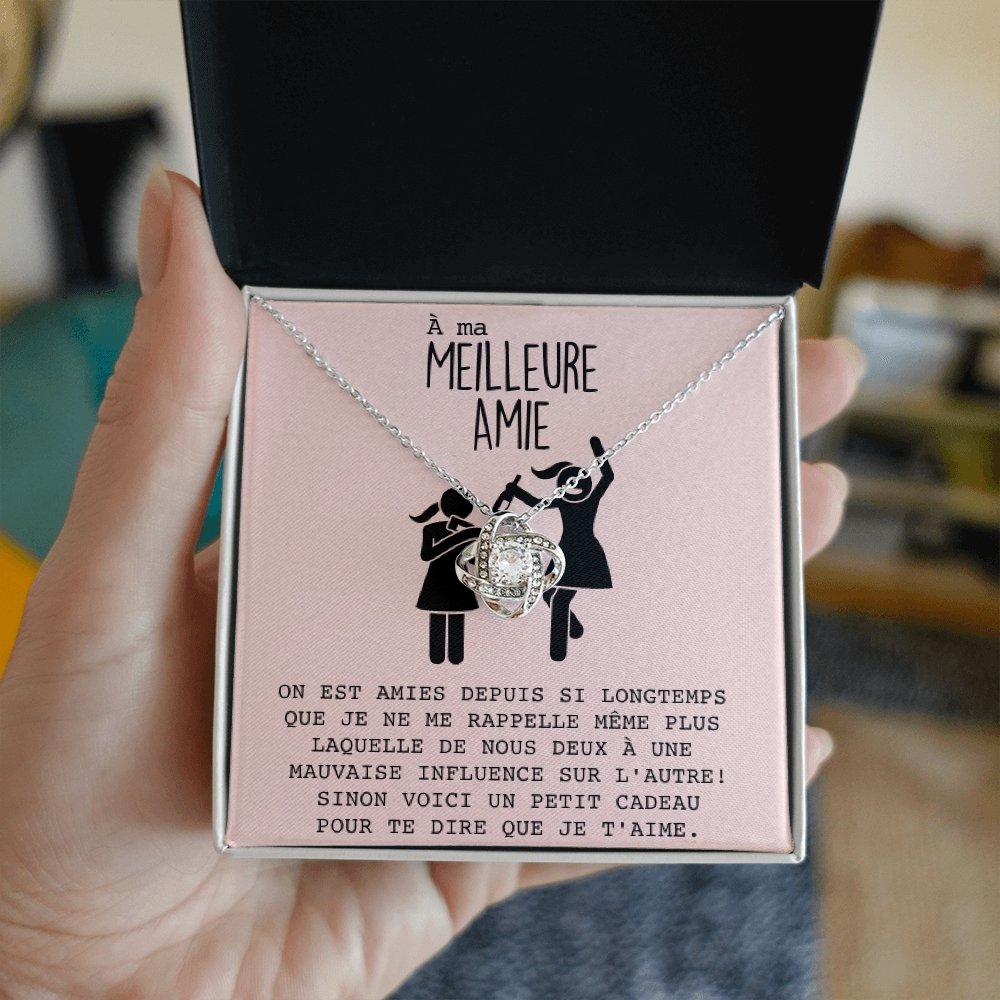 À ma
MEILLEURE
AMIE
ON EST AMIES DEPUIS SI LONGTEMPS
QUE JE NE ME RAPPELLE MÊME PLUS
LAQUELLE DE NOUS DEUX À UNE
MAUVAISE INFLUENCE SUR L'AUTRE!
SINON VOICI UN PETIT CADEAU
POUR TE DIRE QUE JE T'AIME.